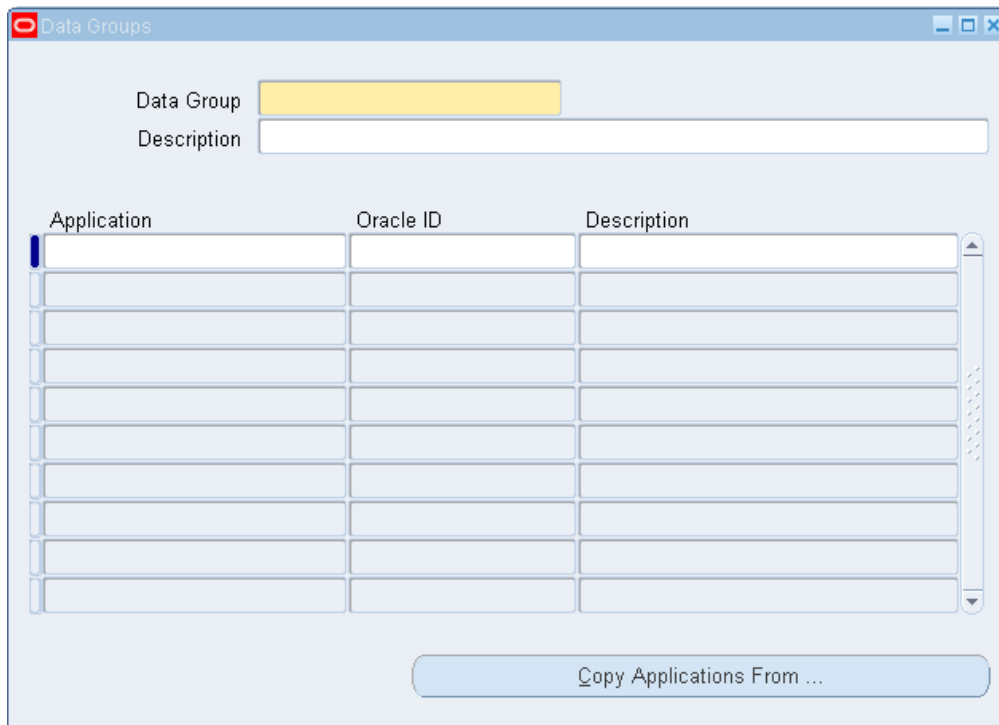 Data Groups
Data Group
Description
Application Oracle ID Description
Copy Applications From ...